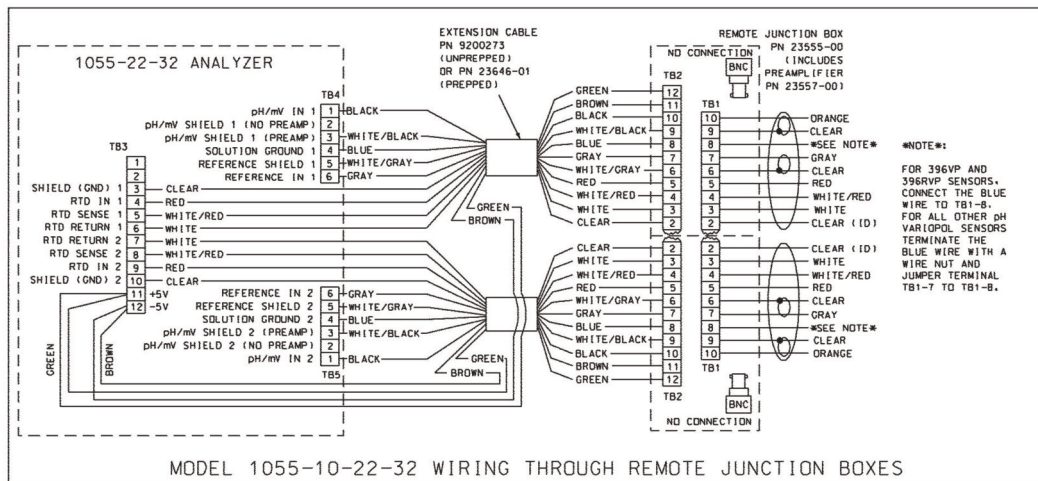 EXTENSION CABLE
PN 9200273
(UNPREPPED)
OR PN 23646-01
(PREPPED)
REMOTE JUNCTION BOX
PN 23555-00
(INCLUDES
PREAMPLIFIER
PN 23557-00)
NO CONNECTION
BNC
1055-22-32 ANALYZER
TB4
pH/mV IN 1 1 BLACK
pH/mV SHIELD 1 (NO PREAMP) 2
pH/mV SHIELD 1 (PREAMP) 3 WHITE/BLACK
SOLUTION GROUND 1 4 BLUE
REFERENCE SHIELD 1 5 WHITE/GRAY
REFERENCE IN 1 6 GRAY
TB3
1
2
SHIELD (GND) 1 3 CLEAR
RTD IN 1 4 RED
RTD SENSE 1 5 WHITE/RED
RTD RETURN 1 6 WHITE
RTD RETURN 2 7 WHITE
RTD SENSE 2 8 WHITE/RED
RTD IN 2 9 RED
SHIELD (GND) 2 10 CLEAR
11 +5V
12 -5V
GREEN
BROWN
GREEN
BROWN
REFERENCE IN 2 6 GRAY
REFERENCE SHIELD 2 5 WHITE/GRAY
SOLUTION GROUND 2 4 BLUE
pH/mV SHIELD 2 (PREAMP) 3 WHITE/BLACK
pH/mV SHIELD 2 (NO PREAMP) 2
pH/mV IN 2 1 BLACK
TB5
GREEN
BROWN
TB2
GREEN 12
BROWN 11
BLACK 10
WHITE/BLACK 9
BLUE 8
GRAY 7
WHITE/GRAY 6
RED 5
WHITE/RED 4
WHITE 3
CLEAR 2
TB1
10 ORANGE
9 CLEAR
8 *SEE NOTE*
7 GRAY
6 CLEAR
5 RED
4 WHITE/RED
3 WHITE
2 CLEAR (ID)
CLEAR 2
WHITE 3
WHITE/RED 4
RED 5
WHITE/GRAY 6
GRAY 7
BLUE 8
WHITE/BLACK 9
BLACK 10
BROWN 11
GREEN 12
TB2
2 CLEAR (ID)
3 WHITE
4 WHITE/RED
5 RED
6 CLEAR
7 GRAY
8 *SEE NOTE*
9 CLEAR
10 ORANGE
TB1
BNC
NO CONNECTION
*NOTE*:
FOR 396VP AND
396RVP SENSORS,
CONNECT THE BLUE
WIRE TO TB1-8.
FOR ALL OTHER pH
VARIOPOL SENSORS
TERMINATE THE
BLUE WIRE WITH A
WIRE NUT AND
JUMPER TERMINAL
TB1-7 TO TB1-8.
MODEL 1055-10-22-32 WIRING THROUGH REMOTE JUNCTION BOXES